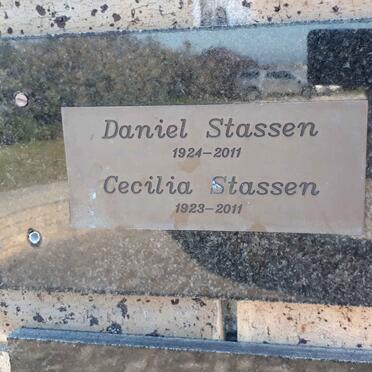 Daniel Stassen
1924-2011
Cecilia Stassen
1923-2011